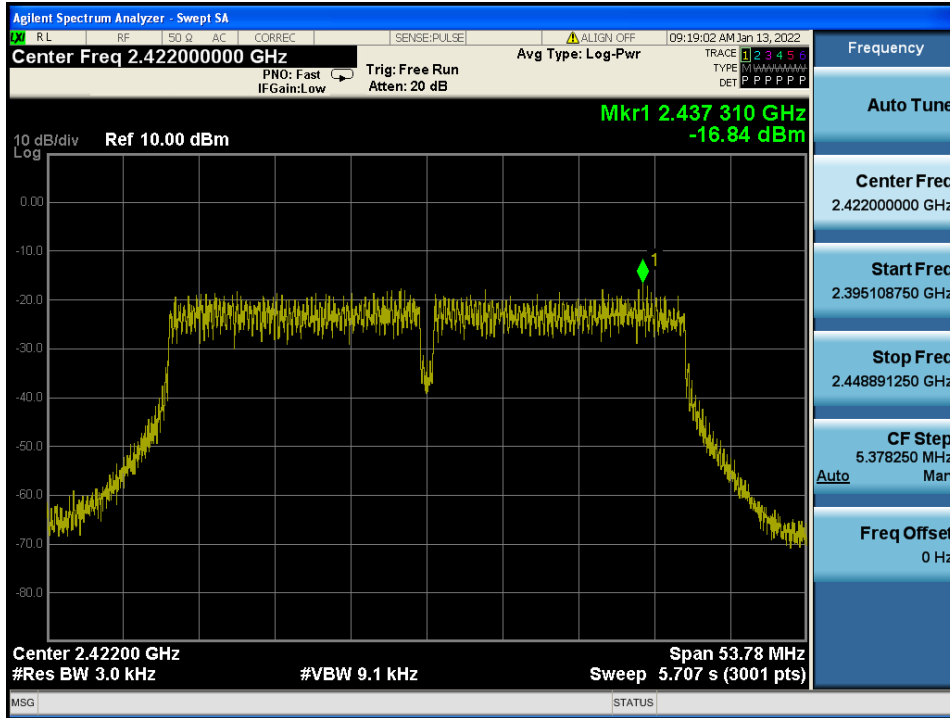 Agilent Spectrum Analyzer - Swept SA
LXI RL RF 50 Ω AC CORREC SENSE:PULSE ALIGN OFF 09:19:02 AM Jan 13, 2022
Center Freq 2.422000000 GHz
PNO: Fast
IFGain:Low
Trig: Free Run
Atten: 20 dB
Avg Type: Log-Pwr
TRACE 1 2 3 4 5 6
TYPE M W W W W W
DET P P P P P P
Mkr1 2.437 310 GHz
-16.84 dBm
10 dB/div Ref 10.00 dBm
Log
0.00
-10.0
-20.0
-30.0
-40.0
-50.0
-60.0
-70.0
-80.0
1
Center 2.42200 GHz Span 53.78 MHz
#Res BW 3.0 kHz #VBW 9.1 kHz Sweep 5.707 s (3001 pts)
MSG STATUS
Frequency
Auto Tune
Center Freq
2.422000000 GHz
Start Freq
2.395108750 GHz
Stop Freq
2.448891250 GHz
CF Step
5.378250 MHz
Auto Man
Freq Offset
0 Hz